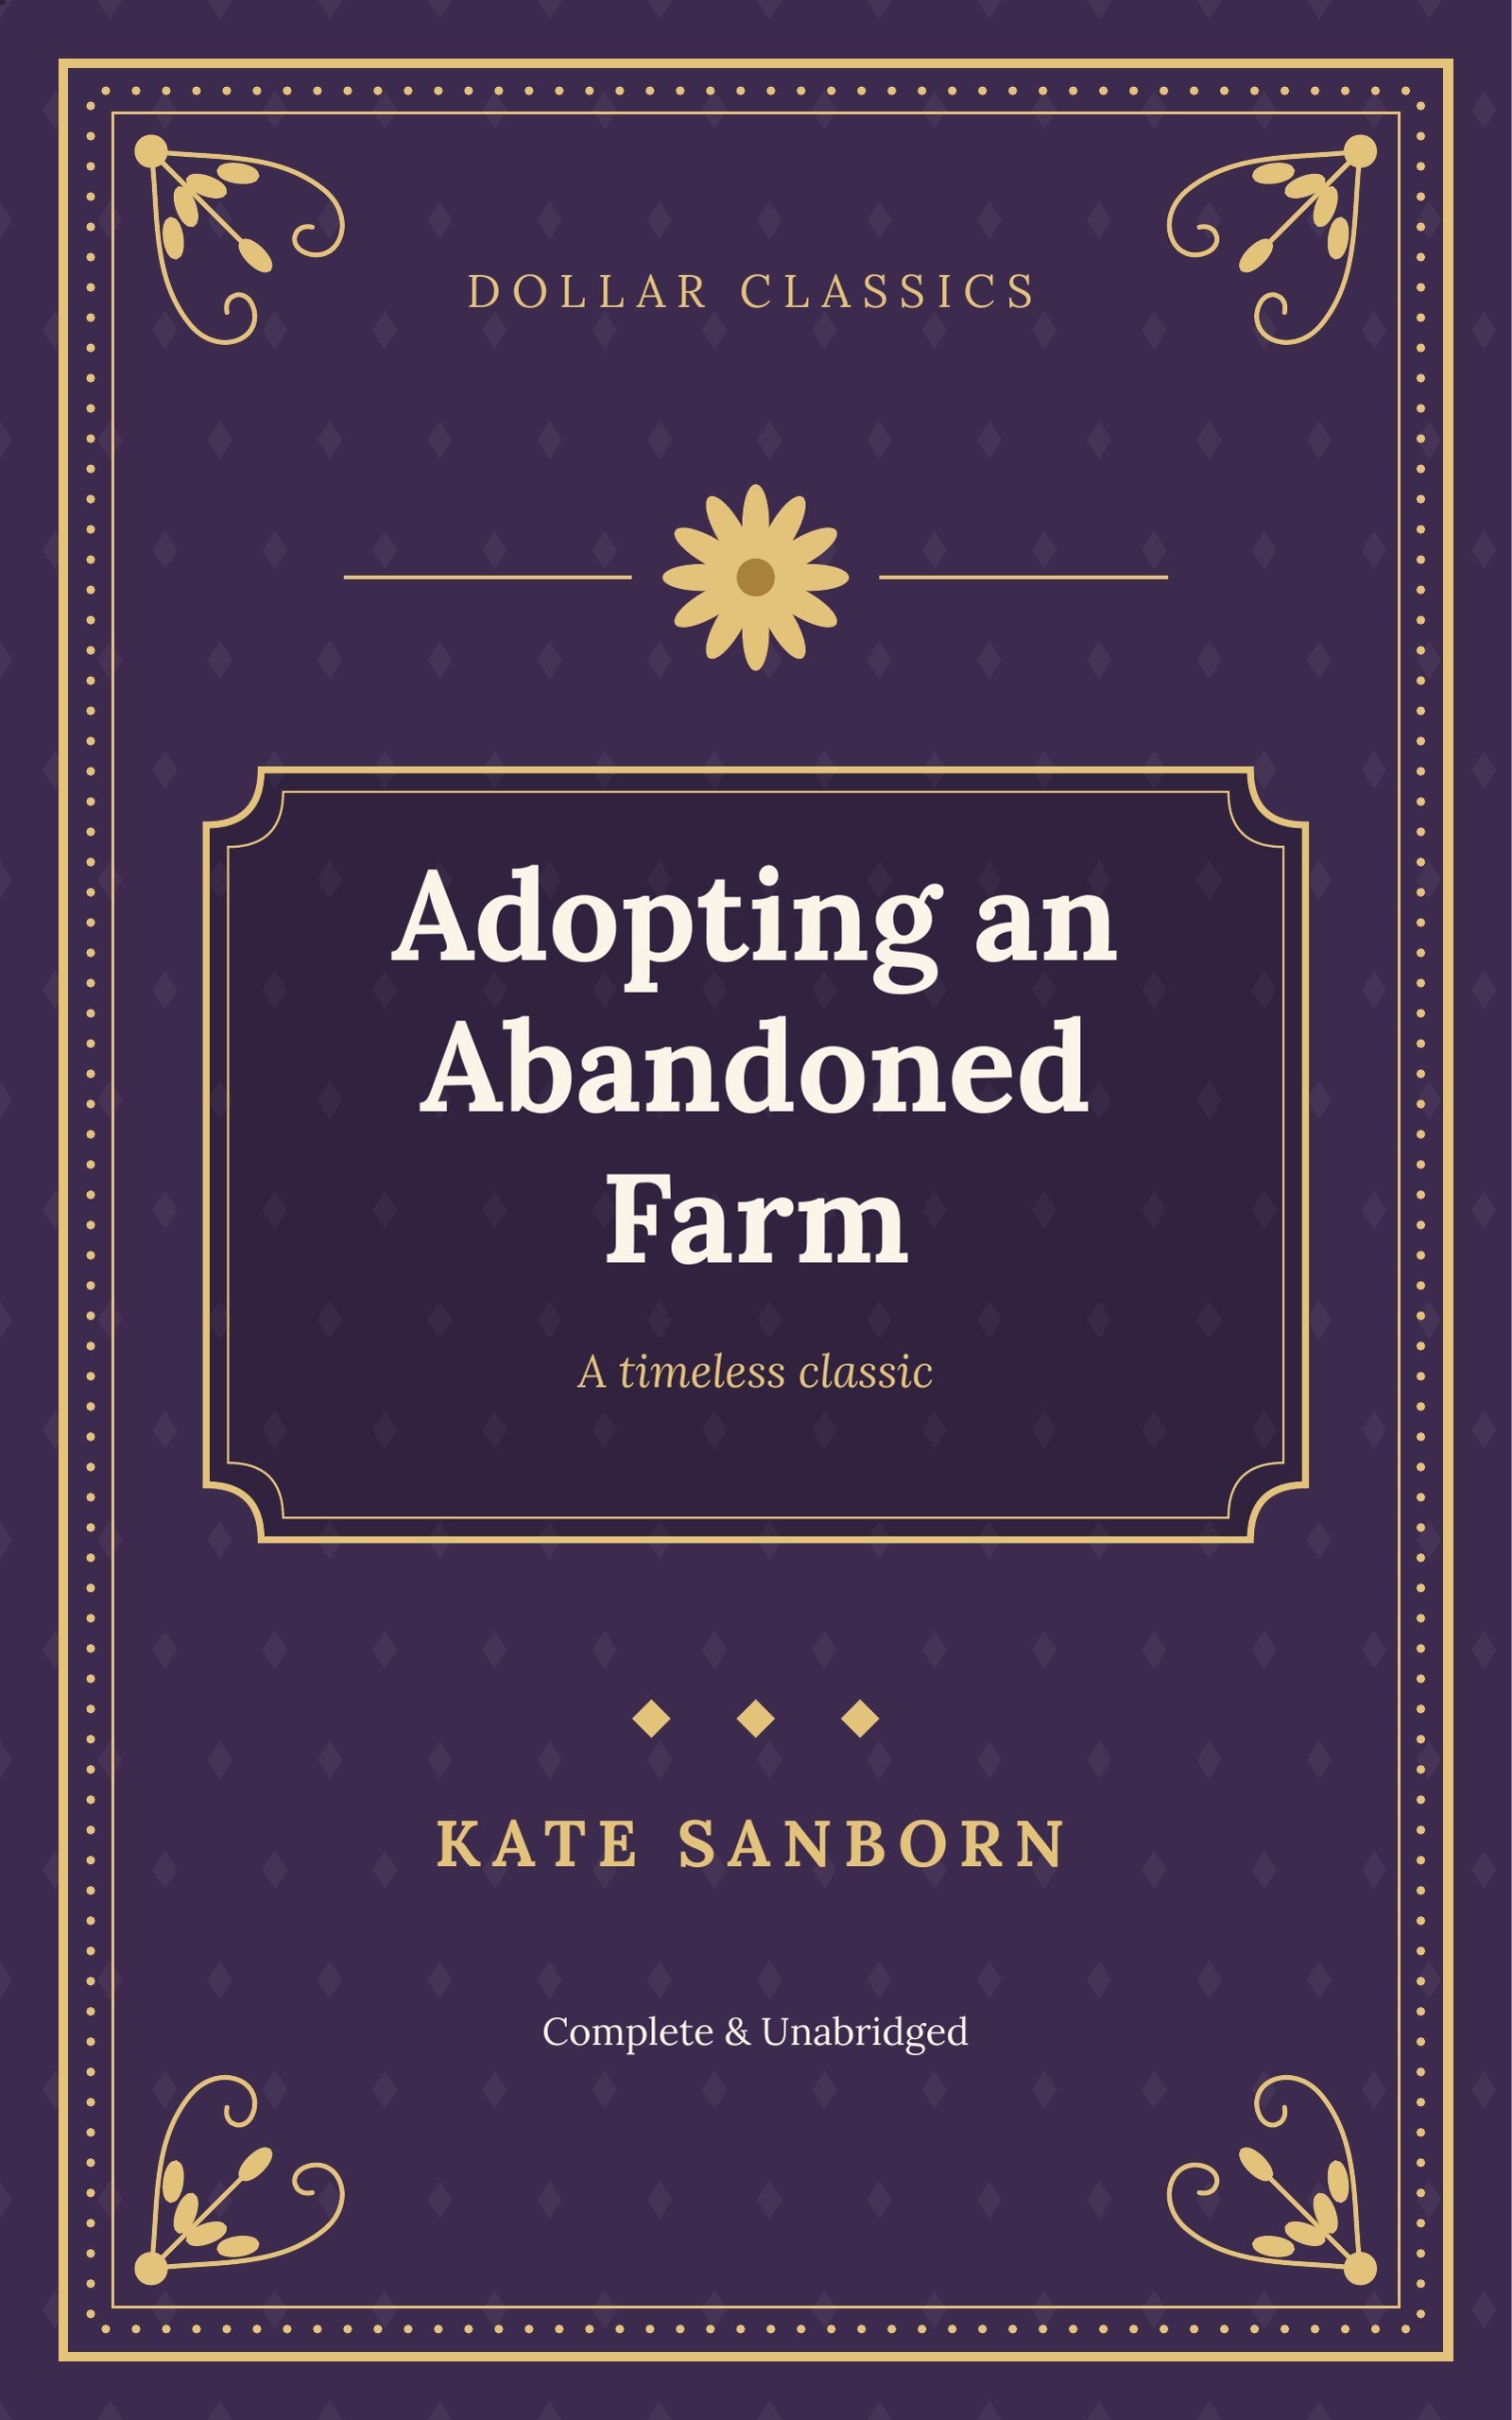 DOLLAR CLASSICS
Adopting an
Abandoned
Farm
A timeless classic
KATE SANBORN
Complete & Unabridged